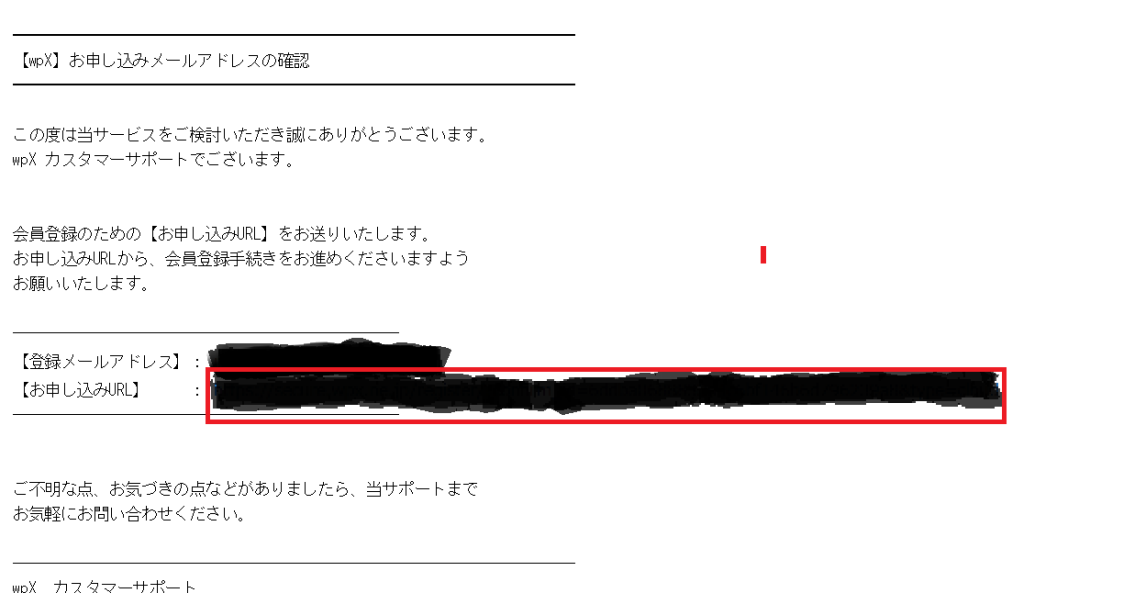 【wpX】お申し込みメールアドレスの確認
この度は当サービスをご検討いただき誠にありがとうございます。
wpX カスタマーサポートでございます。
会員登録のための【お申し込みURL】をお送りいたします。
お申し込みURLから、会員登録手続きをお進めくださいますよう
お願いいたします。
【登録メールアドレス】：
【お申し込みURL】　　　：
ご不明な点、お気づきの点などがありましたら、当サポートまで
お気軽にお問い合わせください。
wpX　カスタマーサポート